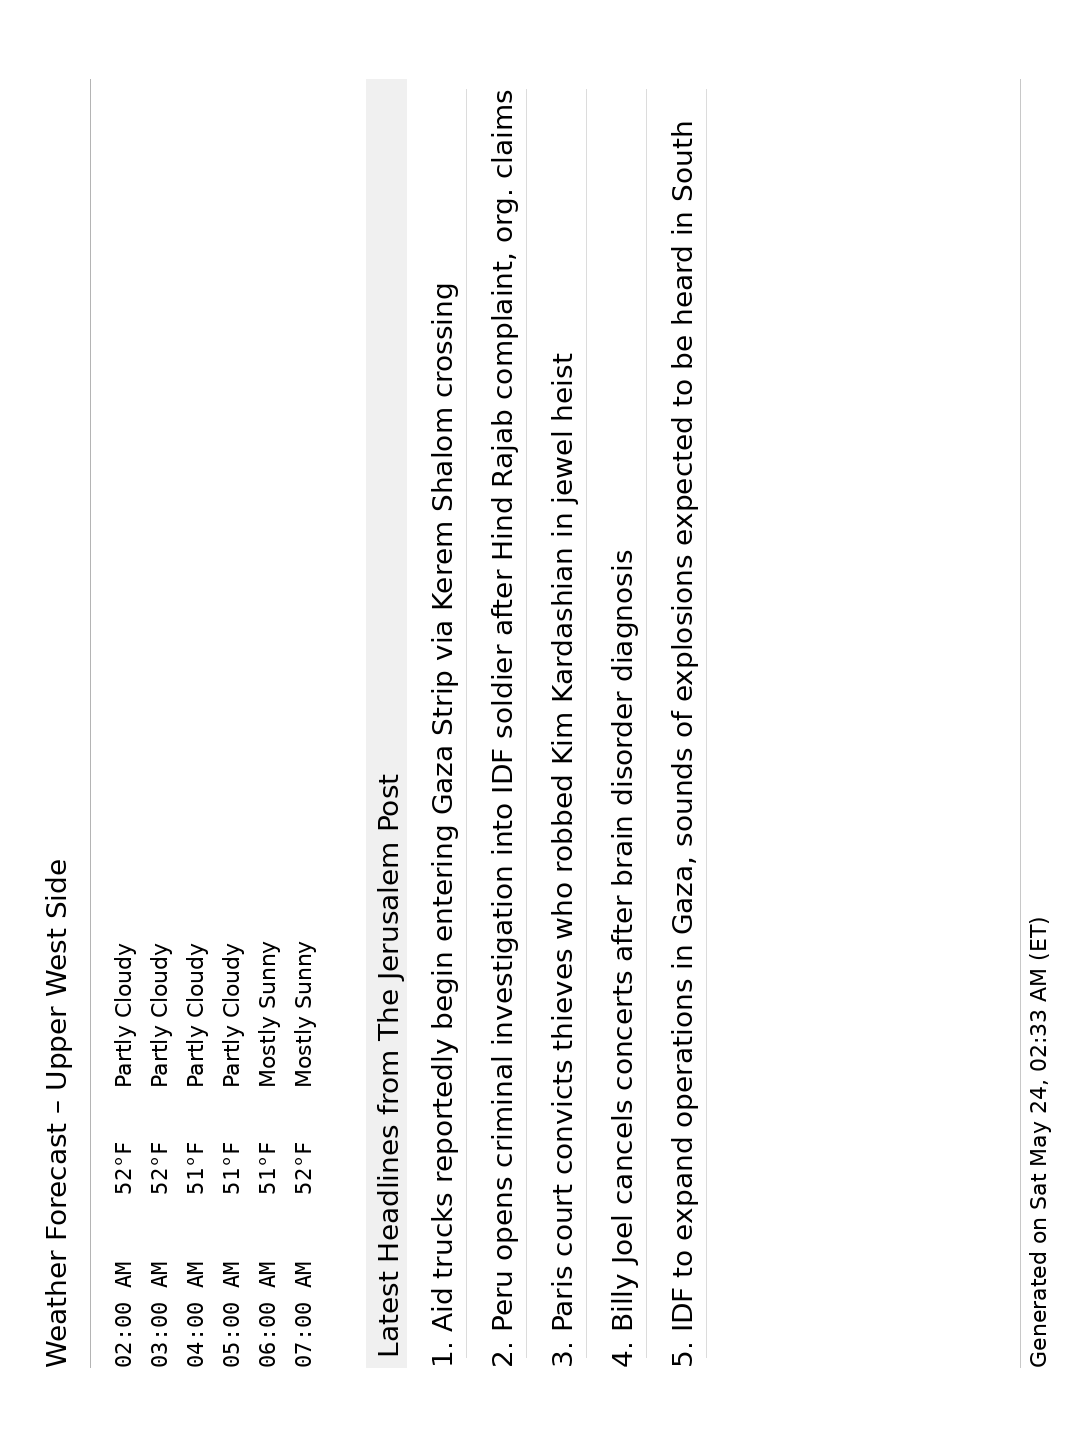 Weather Forecast – Upper West Side
02:00 AM 52°F Partly Cloudy
03:00 AM 52°F Partly Cloudy
04:00 AM 51°F Partly Cloudy
05:00 AM 51°F Partly Cloudy
06:00 AM 51°F Mostly Sunny
07:00 AM 52°F Mostly Sunny
Latest Headlines from The Jerusalem Post
1. Aid trucks reportedly begin entering Gaza Strip via Kerem Shalom crossing
2. Peru opens criminal investigation into IDF soldier after Hind Rajab complaint, org. claims
3. Paris court convicts thieves who robbed Kim Kardashian in jewel heist
4. Billy Joel cancels concerts after brain disorder diagnosis
5. IDF to expand operations in Gaza, sounds of explosions expected to be heard in South
Generated on Sat May 24, 02:33 AM (ET)